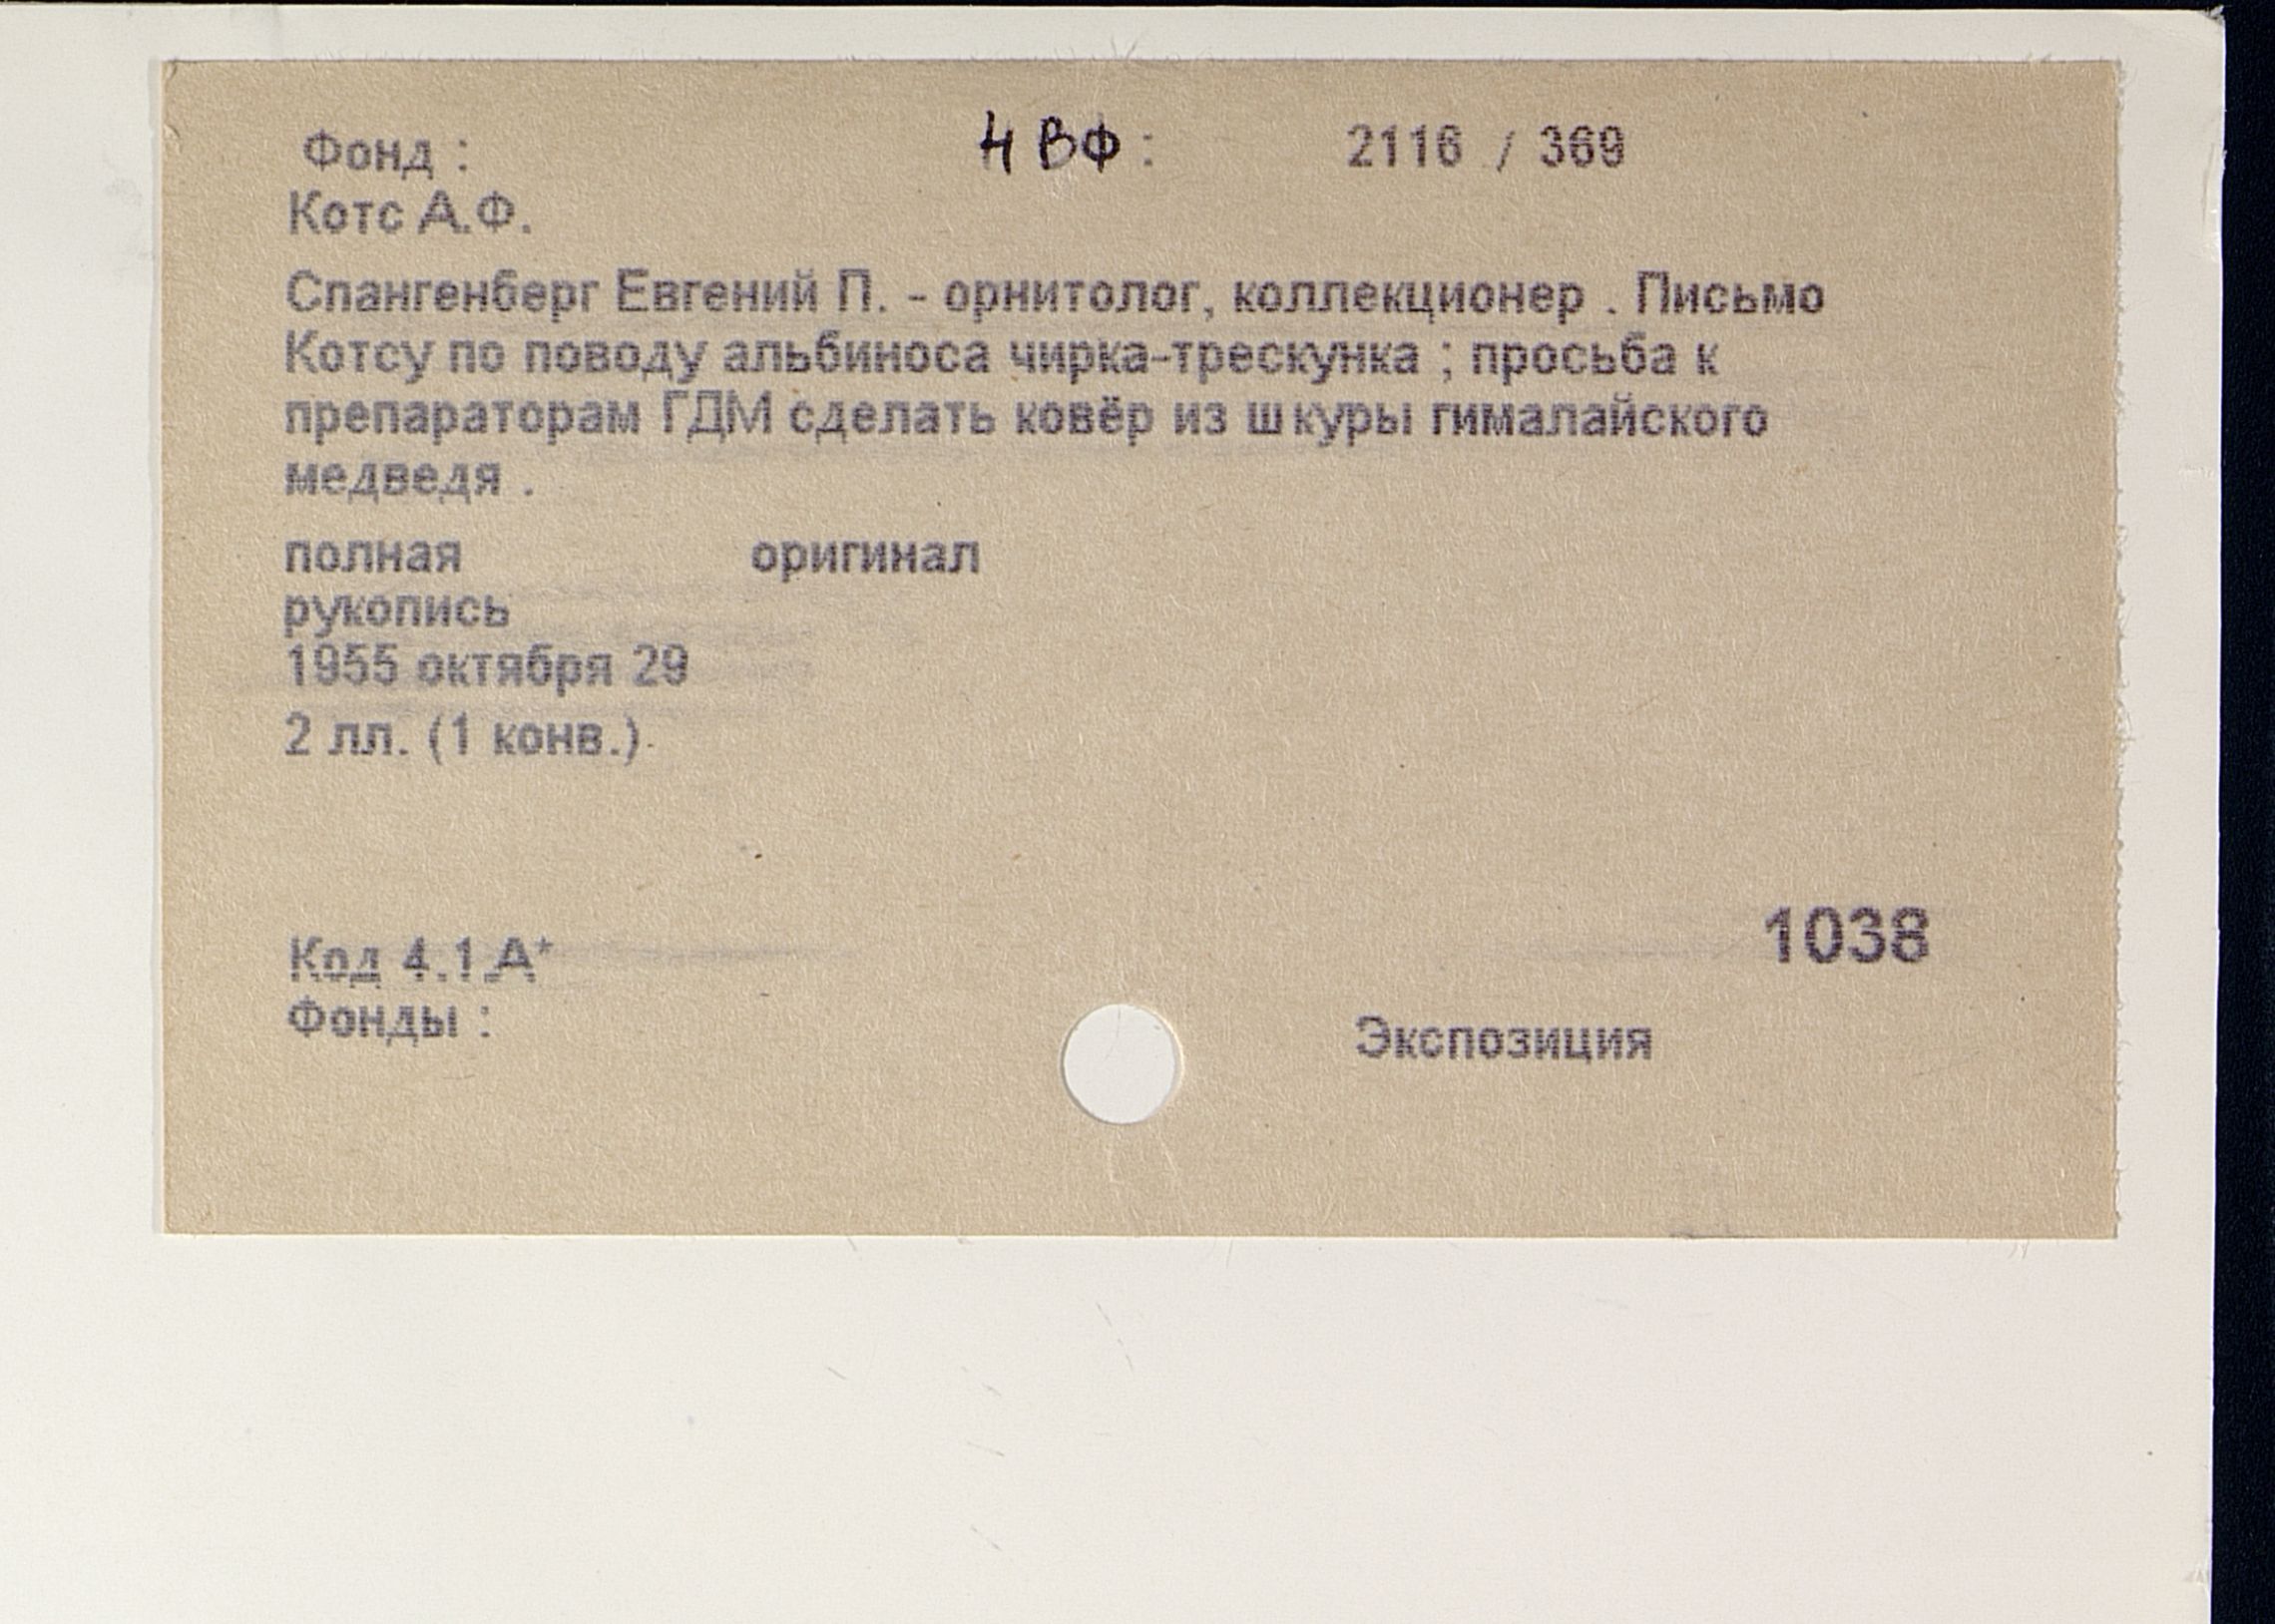 Фонд : НВФ : 2116 / 369
Котс А.Ф.
Спангенберг Евгений П. - орнитолог, коллекционер . Письмо
Котсу по поводу альбиноса чирка-трескунка ; просьба к
препараторам ГДМ сделать ковёр из шкуры гималайского
медведя .
полная оригинал
рукопись
1955 октября 29
2 лл. (1 конв.)
1038
Код 4.1.А*
Фонды :
Экспозиция